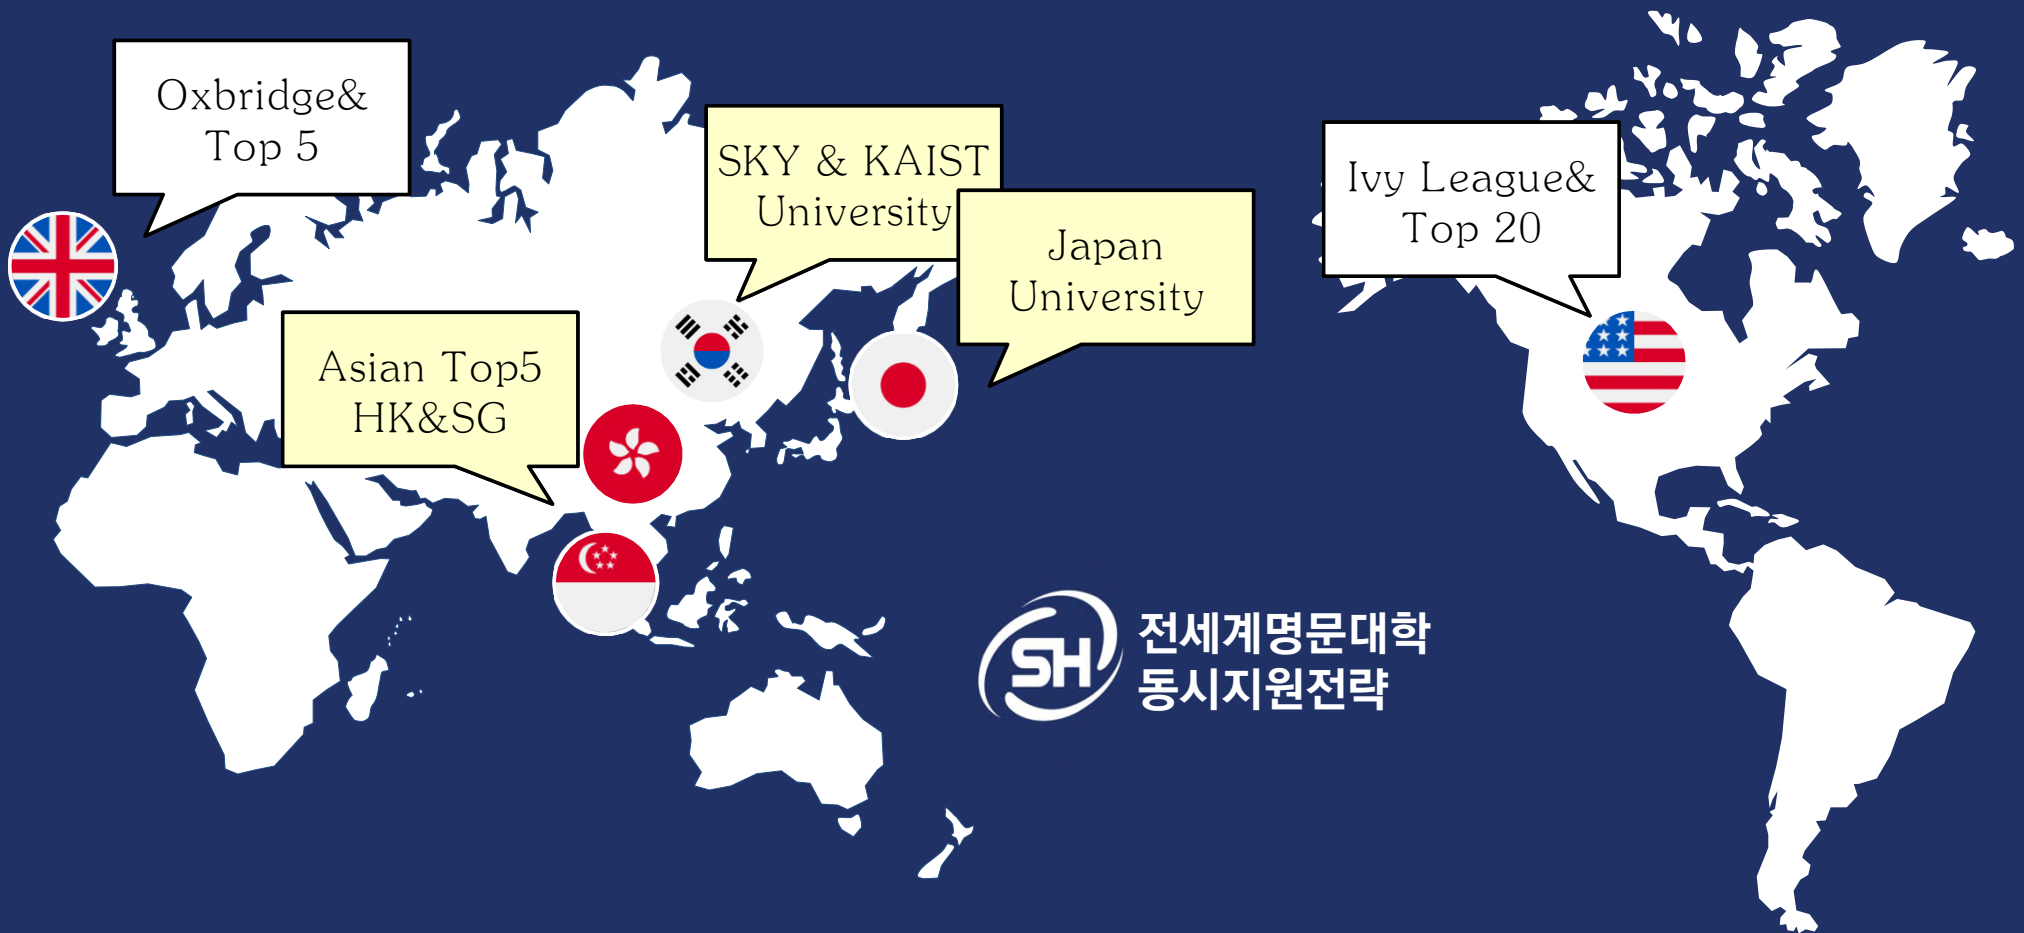 Oxbridge&
Top 5
SKY & KAIST
University
Japan
University
Ivy League&
Top 20
Asian Top5
HK&SG
SH
전세계명문대학
동시지원전략